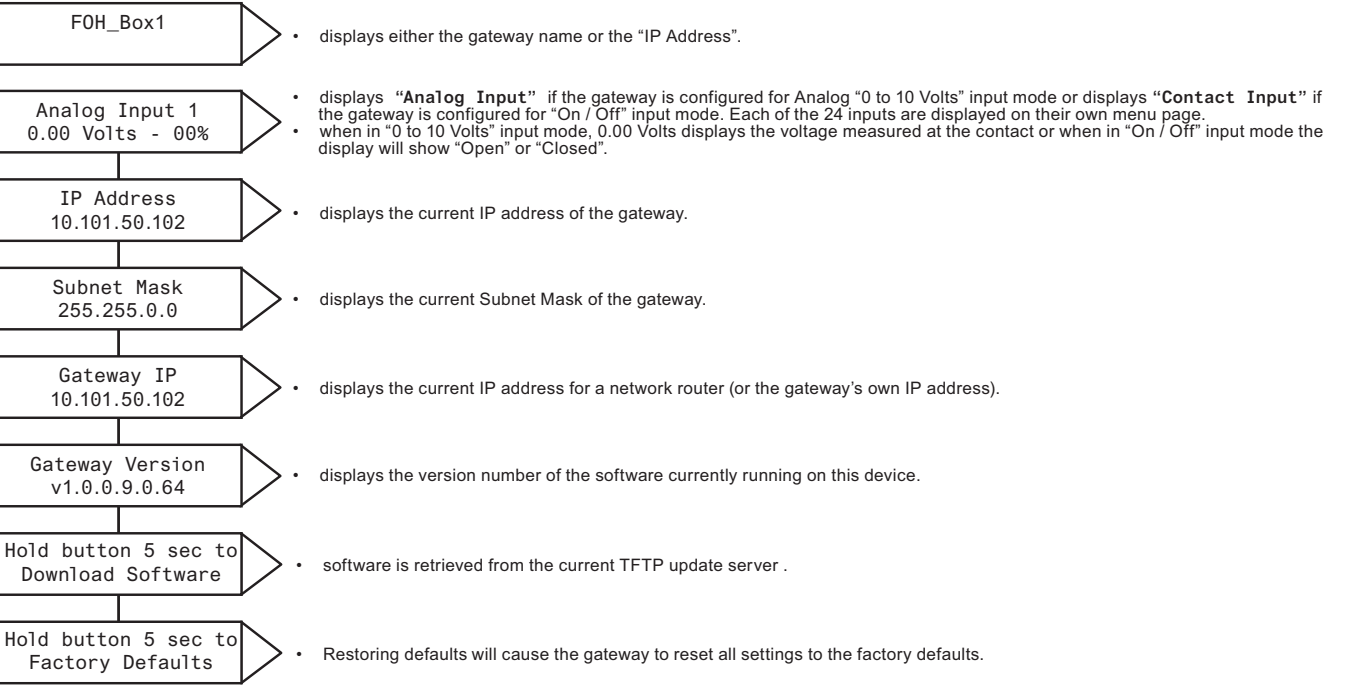 FOH_Box1
• displays either the gateway name or the “IP Address”.
Analog Input 1
0.00 Volts - 00%
• displays “Analog Input” if the gateway is configured for Analog “0 to 10 Volts” input mode or displays “Contact Input” if
the gateway is configured for “On / Off” input mode. Each of the 24 inputs are displayed on their own menu page.
• when in “0 to 10 Volts” input mode, 0.00 Volts displays the voltage measured at the contact or when in “On / Off” input mode the
display will show “Open” or “Closed”.
IP Address
10.101.50.102
• displays the current IP address of the gateway.
Subnet Mask
255.255.0.0
• displays the current Subnet Mask of the gateway.
Gateway IP
10.101.50.102
• displays the current IP address for a network router (or the gateway’s own IP address).
Gateway Version
v1.0.0.9.0.64
• displays the version number of the software currently running on this device.
Hold button 5 sec to
Download Software
• software is retrieved from the current TFTP update server .
Hold button 5 sec to
Factory Defaults
• Restoring defaults will cause the gateway to reset all settings to the factory defaults.